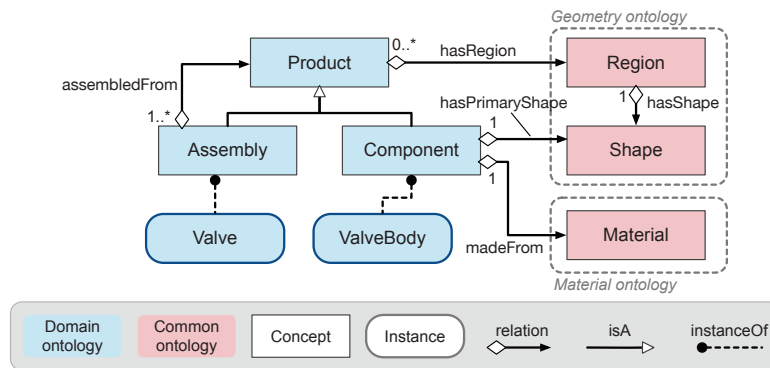 Geometry ontology
0..*
Product
hasRegion
Region
assembledFrom
1
hasShape
hasPrimaryShape
1..*
1
Assembly
Component
Shape
1
Valve
ValveBody
madeFrom
Material
Material ontology
Domain
ontology
Common
ontology
Concept
Instance
relation
isA
instanceOf